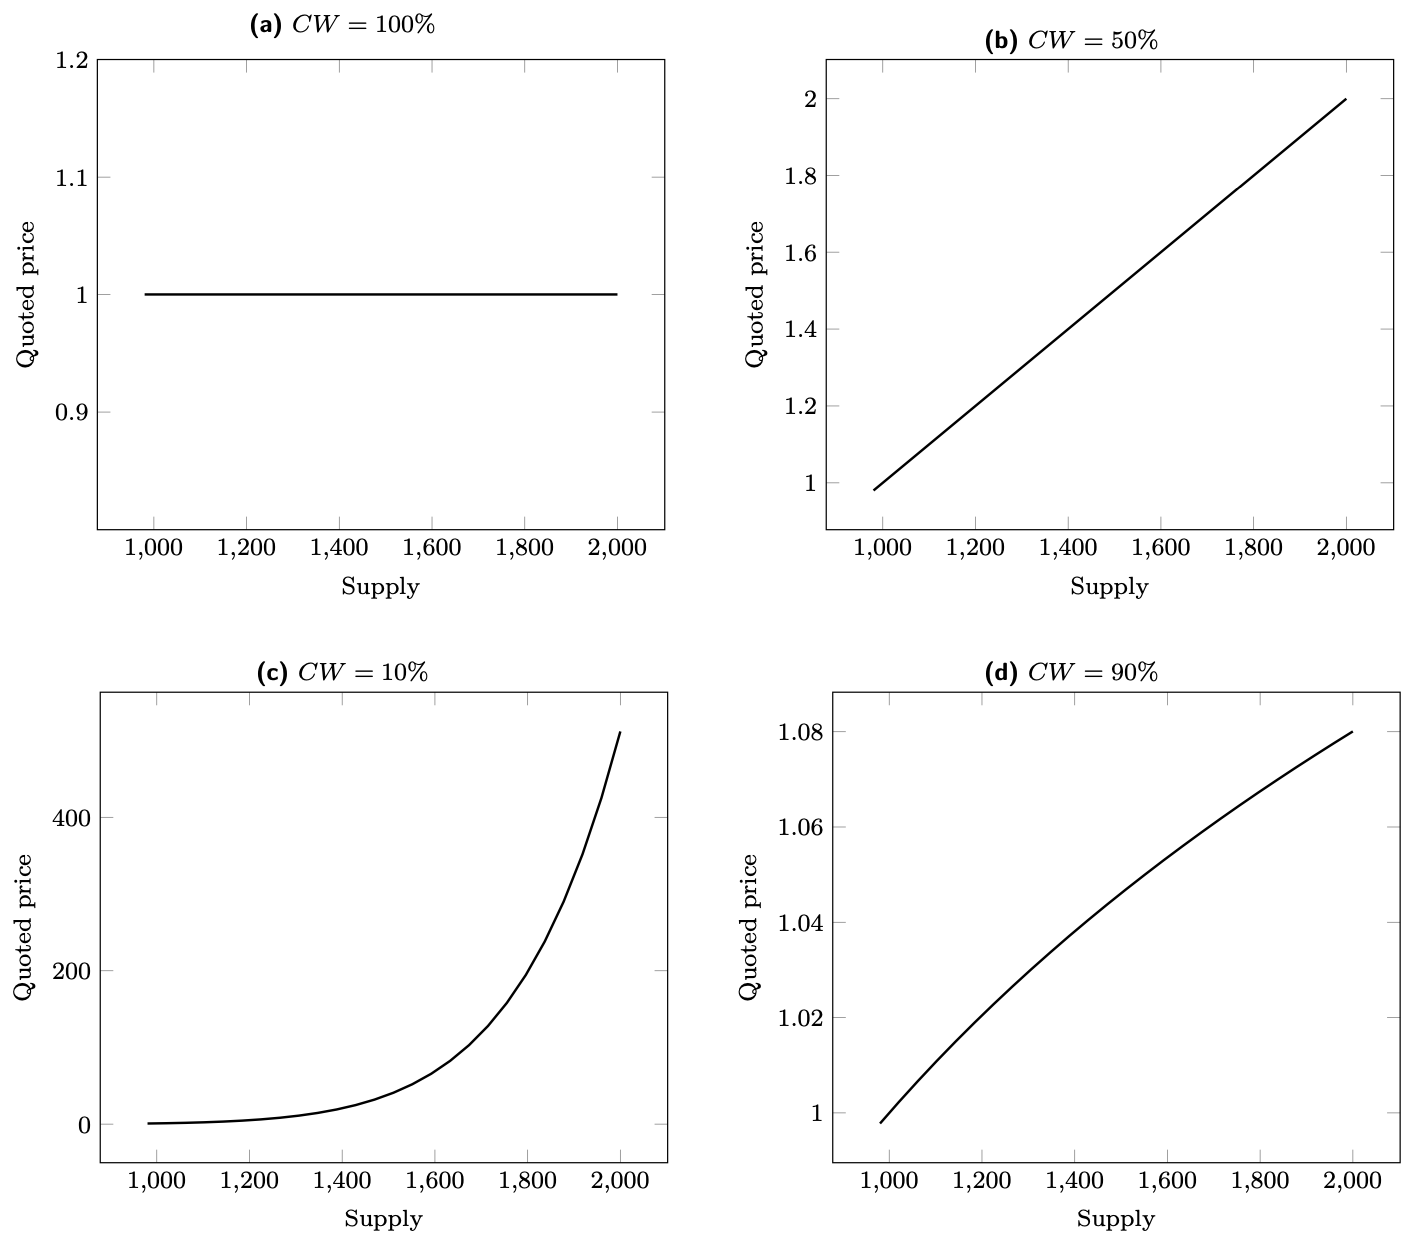 (a) CW = 100%
1.2
1.1
1
0.9
Quoted price
1,000 1,200 1,400 1,600 1,800 2,000
Supply
(b) CW = 50%
2
1.8
1.6
1.4
1.2
1
Quoted price
1,000 1,200 1,400 1,600 1,800 2,000
Supply
(c) CW = 10%
400
200
0
Quoted price
1,000 1,200 1,400 1,600 1,800 2,000
Supply
(d) CW = 90%
1.08
1.06
1.04
1.02
1
Quoted price
1,000 1,200 1,400 1,600 1,800 2,000
Supply